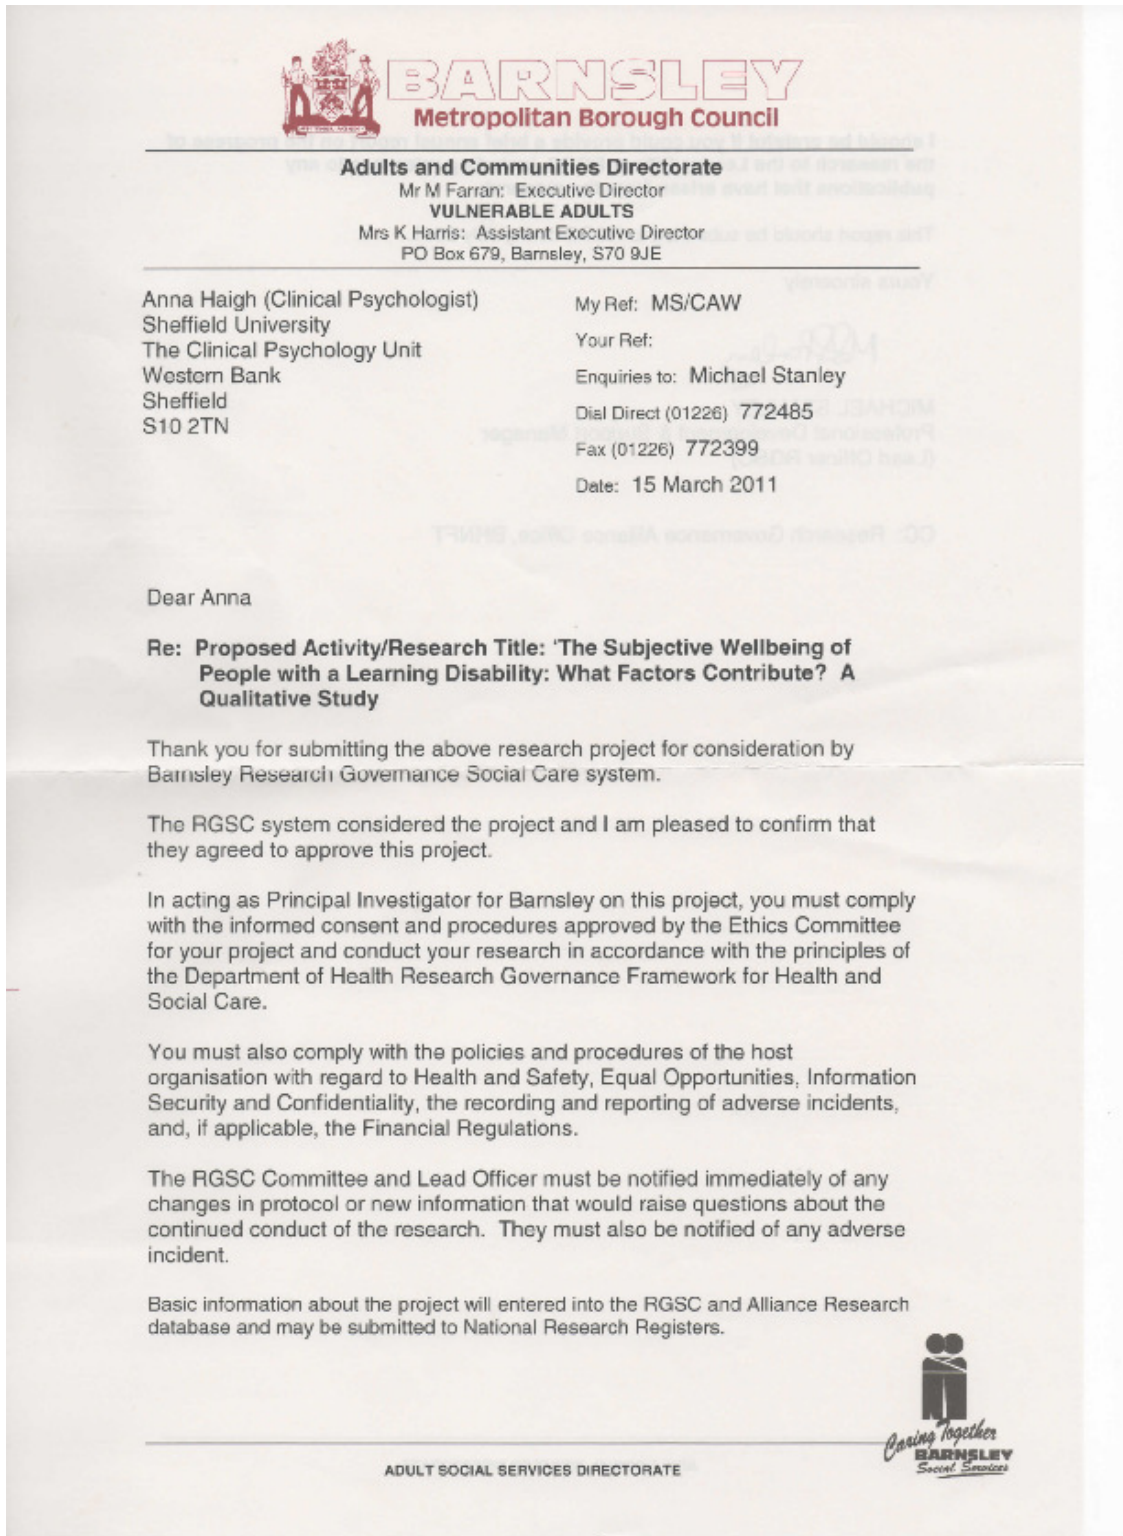 BARNSLEY
Metropolitan Borough Council
Adults and Communities Directorate
Mr M Farran: Executive Director
VULNERABLE ADULTS
Mrs K Harris: Assistant Executive Director
PO Box 679, Barnsley, S70 9JE
Anna Haigh (Clinical Psychologist)
Sheffield University
The Clinical Psychology Unit
Western Bank
Sheffield
S10 2TN
My Ref: MS/CAW
Your Ref:
Enquiries to: Michael Stanley
Dial Direct (01226) 772485
Fax (01226) 772399
Date: 15 March 2011
Dear Anna
Re: Proposed Activity/Research Title: 'The Subjective Wellbeing of
People with a Learning Disability: What Factors Contribute? A
Qualitative Study
Thank you for submitting the above research project for consideration by
Barnsley Research Governance Social Care system.
The RGSC system considered the project and I am pleased to confirm that
they agreed to approve this project.
In acting as Principal Investigator for Barnsley on this project, you must comply
with the informed consent and procedures approved by the Ethics Committee
for your project and conduct your research in accordance with the principles of
the Department of Health Research Governance Framework for Health and
Social Care.
You must also comply with the policies and procedures of the host
organisation with regard to Health and Safety, Equal Opportunities, Information
Security and Confidentiality, the recording and reporting of adverse incidents,
and, if applicable, the Financial Regulations.
The RGSC Committee and Lead Officer must be notified immediately of any
changes in protocol or new information that would raise questions about the
continued conduct of the research. They must also be notified of any adverse
incident.
Basic information about the project will entered into the RGSC and Alliance Research
database and may be submitted to National Research Registers.
Caring Together
BARNSLEY
Social Services
ADULT SOCIAL SERVICES DIRECTORATE